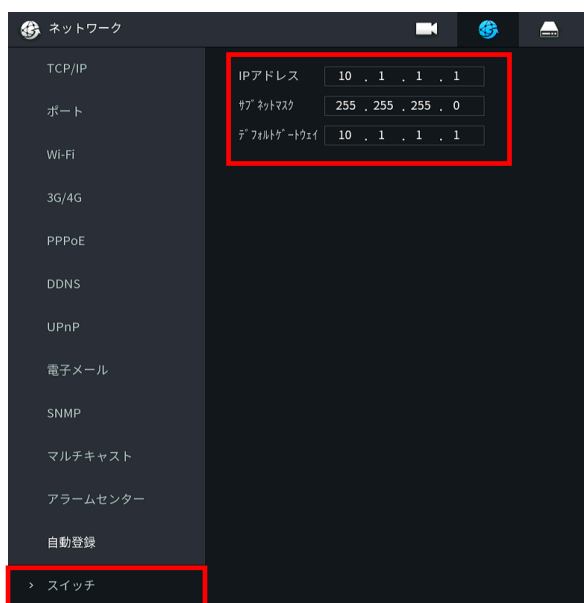 ネットワーク
TCP/IP
ポート
Wi-Fi
3G/4G
PPPoE
DDNS
UPnP
電子メール
SNMP
マルチキャスト
アラームセンター
自動登録
> スイッチ
IPアドレス 10 . 1 . 1 . 1
ｻﾌﾞﾈｯﾄﾏｽｸ 255 . 255 . 255 . 0
ﾃﾞﾌｫﾙﾄｹﾞｰﾄｳｪｲ 10 . 1 . 1 . 1